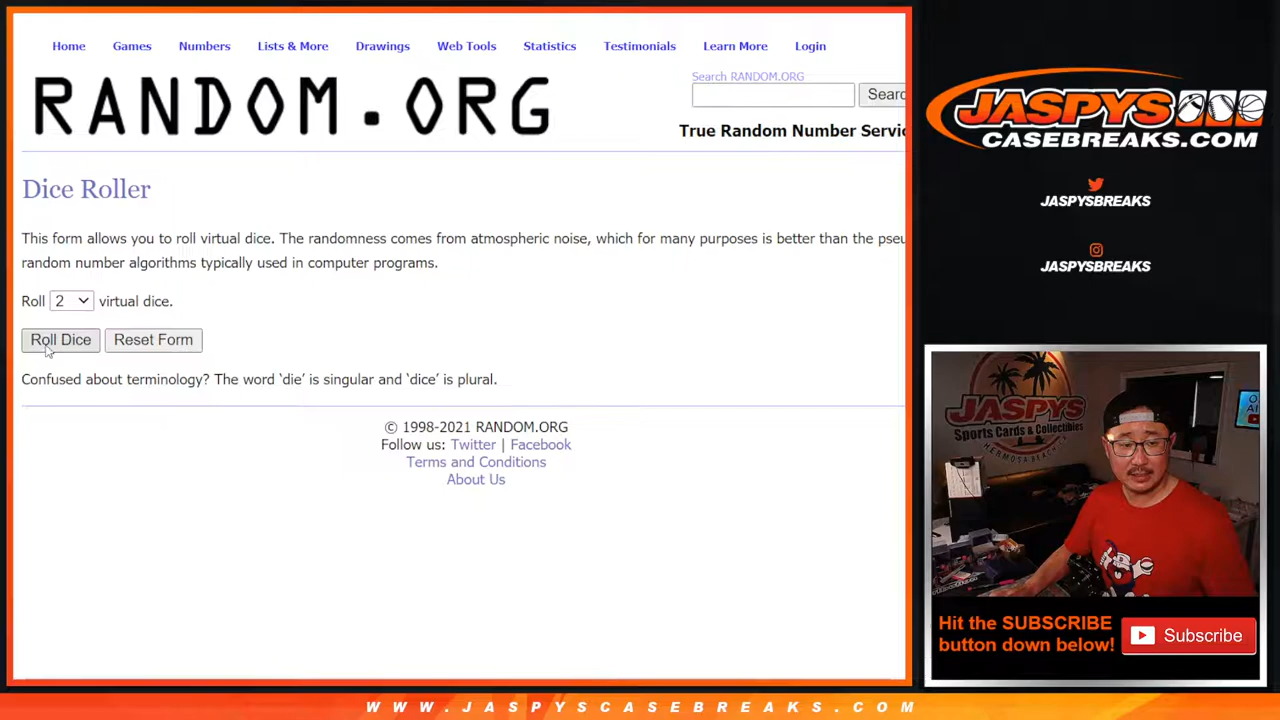 Home Games Numbers Lists & More Drawings Web Tools Statistics Testimonials Learn More Login
RANDOM.ORG
Search RANDOM.ORG
Searc
True Random Number Servic
Dice Roller
This form allows you to roll virtual dice. The randomness comes from atmospheric noise, which for many purposes is better than the pseu
random number algorithms typically used in computer programs.
Roll 2 virtual dice.
Roll Dice Reset Form
Confused about terminology? The word ‘die’ is singular and ‘dice’ is plural.
© 1998-2021 RANDOM.ORG
Follow us: Twitter | Facebook
Terms and Conditions
About Us
JASPYS
CASEBREAKS.COM
JASPYSBREAKS
JASPYSBREAKS
JASPYS
Sports Cards & Collectibles
HERMOSA BEACH
Hit the SUBSCRIBE
button down below!
Subscribe
WWW.JASPYSCASEBREAKS.COM